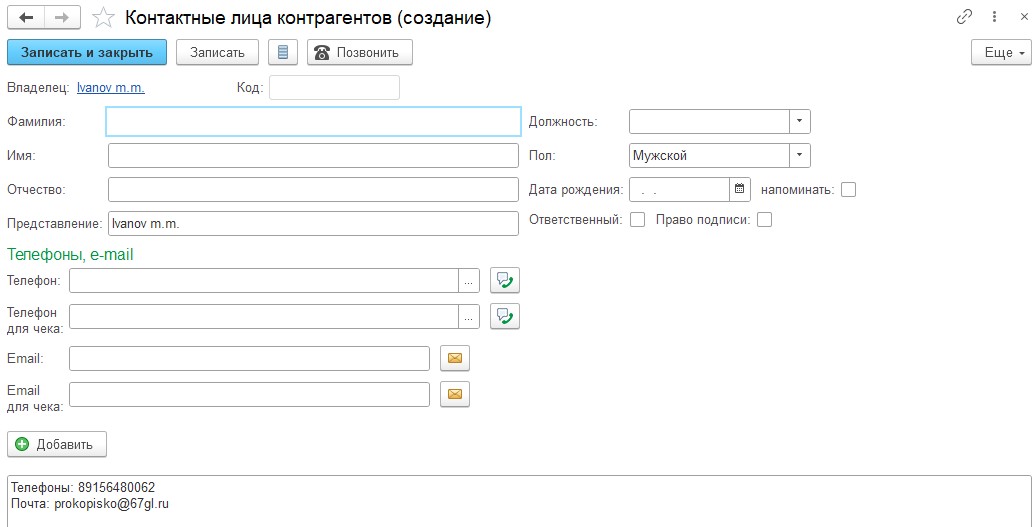 Контактные лица контрагентов (создание)
Записать и закрыть Записать Позвонить Еще
Владелец: Ivanov m.m. Код:
Фамилия: Должность:
Имя: Пол: Мужской
Отчество: Дата рождения: . . напоминать:
Представление: Ivanov m.m. Ответственный: Право подписи:
Телефоны, e-mail
Телефон: ...
Телефон
для чека: ...
Email:
Email
для чека:
Добавить
Телефоны: 89156480062
Почта: prokopisko@67gl.ru